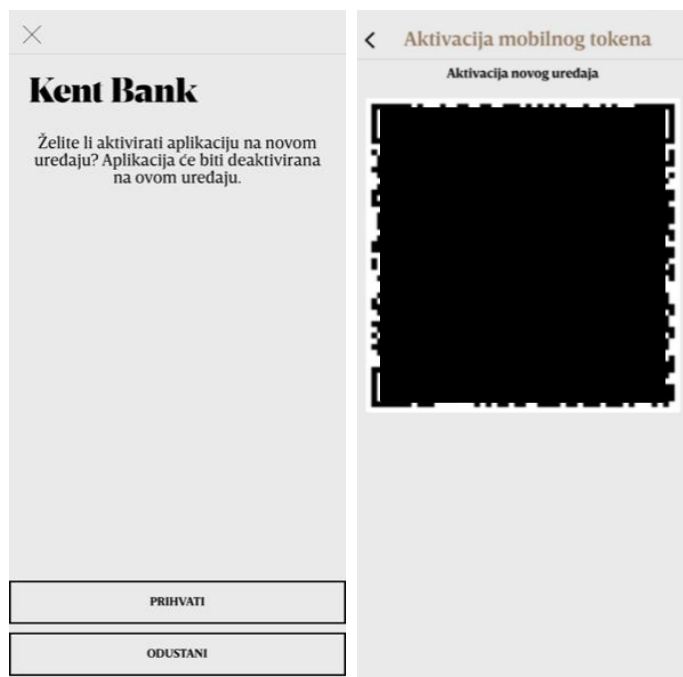 Kent Bank
Želite li aktivirati aplikaciju na novom
uređaju? Aplikacija će biti deaktivirana
na ovom uređaju.
PRIHVATI
ODUSTANI
Aktivacija mobilnog tokena
Aktivacija novog uređaja